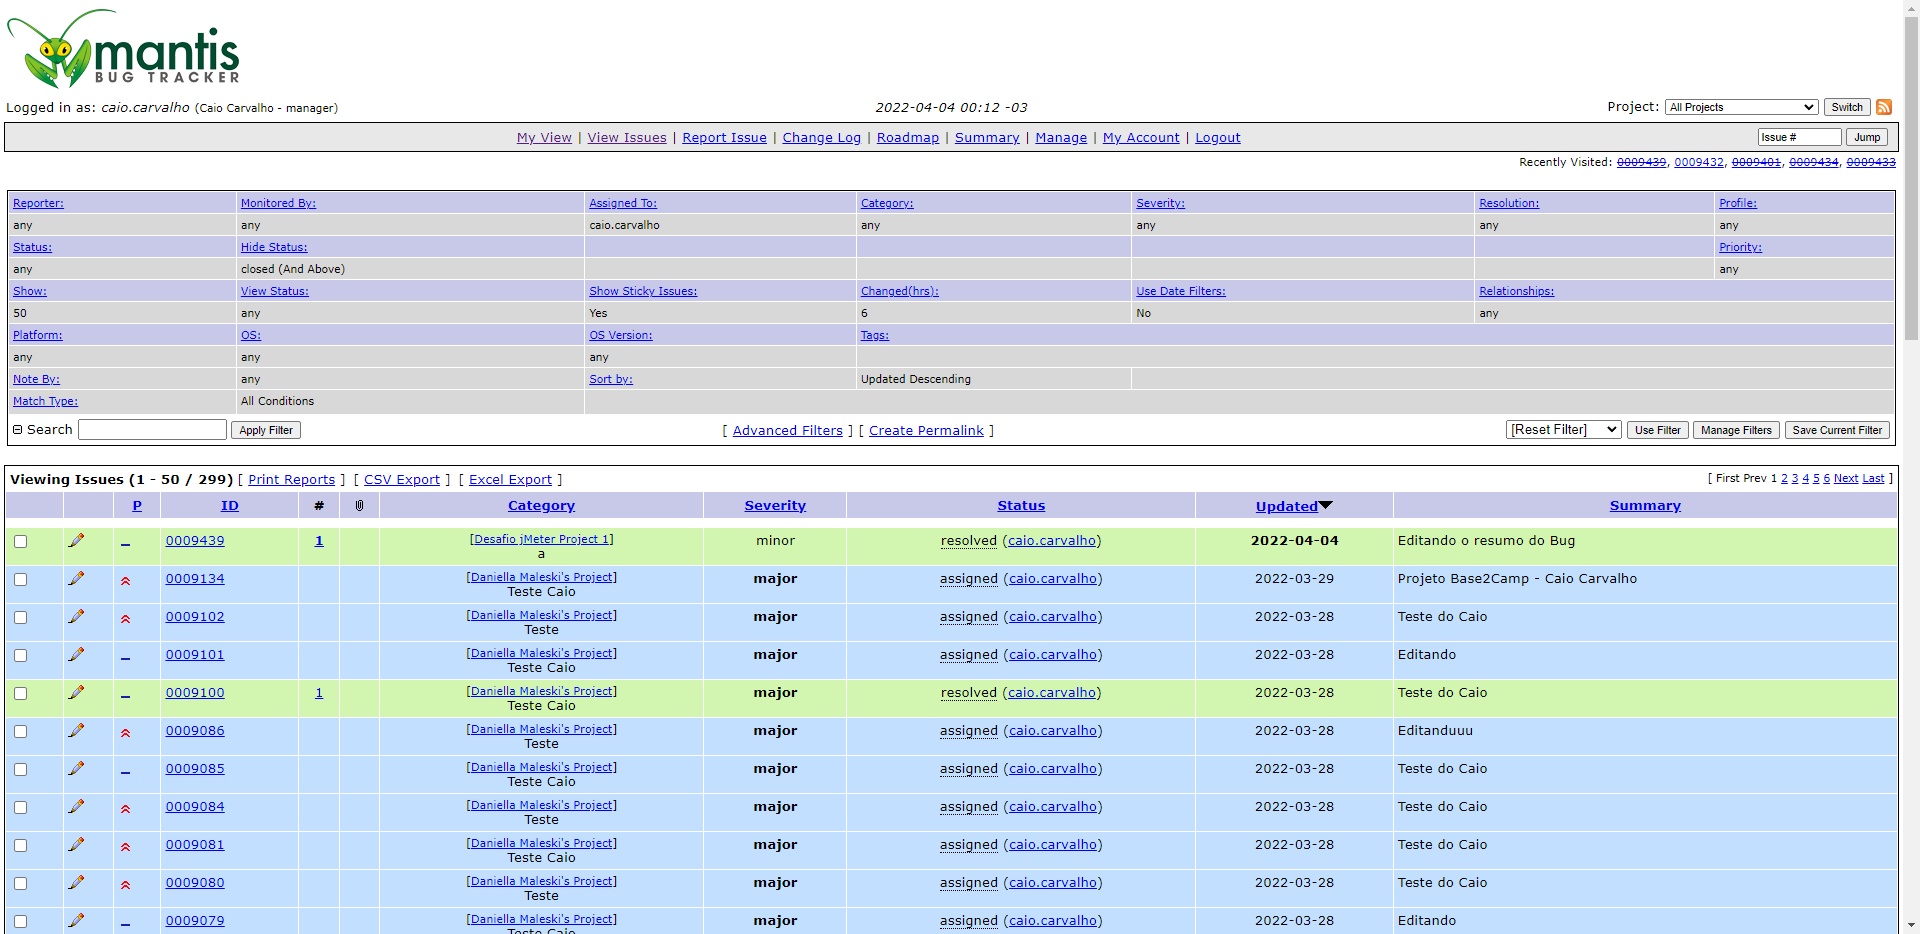 mantis
BUG TRACKER
Logged in as: caio.carvalho (Caio Carvalho - manager)
2022-04-04 00:12 -03
Project: All Projects Switch
My View | View Issues | Report Issue | Change Log | Roadmap | Summary | Manage | My Account | Logout
Issue # Jump
Recently Visited: 0009439, 0009432, 0009401, 0009434, 0009433
Reporter: Monitored By: Assigned To: Category: Severity: Resolution: Profile:
any any caio.carvalho any any any any
Status: Hide Status: Priority:
any closed (And Above) any
Show: View Status: Show Sticky Issues: Changed(hrs): Use Date Filters: Relationships:
50 any Yes 6 No any
Platform: OS: OS Version: Tags:
any any any
Note By: any Sort by: Updated Descending
Match Type: All Conditions
Search Apply Filter [ Advanced Filters ] [ Create Permalink ] [Reset Filter] Use Filter Manage Filters Save Current Filter
Viewing Issues (1 - 50 / 299) [ Print Reports ] [ CSV Export ] [ Excel Export ] [ First Prev 1 2 3 4 5 6 Next Last ]
P ID # Category Severity Status Updated Summary
0009439 1 [Desafio jMeter Project 1] minor resolved (caio.carvalho) 2022-04-04 Editando o resumo do Bug
a
0009134 [Daniella Maleski's Project] major assigned (caio.carvalho) 2022-03-29 Projeto Base2Camp - Caio Carvalho
Teste Caio
0009102 [Daniella Maleski's Project] major assigned (caio.carvalho) 2022-03-28 Teste do Caio
Teste
0009101 [Daniella Maleski's Project] major assigned (caio.carvalho) 2022-03-28 Editando
Teste Caio
0009100 1 [Daniella Maleski's Project] major resolved (caio.carvalho) 2022-03-28 Teste do Caio
Teste Caio
0009086 [Daniella Maleski's Project] major assigned (caio.carvalho) 2022-03-28 Editanduuu
Teste
0009085 [Daniella Maleski's Project] major assigned (caio.carvalho) 2022-03-28 Teste do Caio
Teste Caio
0009084 [Daniella Maleski's Project] major assigned (caio.carvalho) 2022-03-28 Teste do Caio
Teste
0009081 [Daniella Maleski's Project] major assigned (caio.carvalho) 2022-03-28 Teste do Caio
Teste Caio
0009080 [Daniella Maleski's Project] major assigned (caio.carvalho) 2022-03-28 Teste do Caio
Teste
0009079 [Daniella Maleski's Project] major assigned (caio.carvalho) 2022-03-28 Editando
Teste Caio